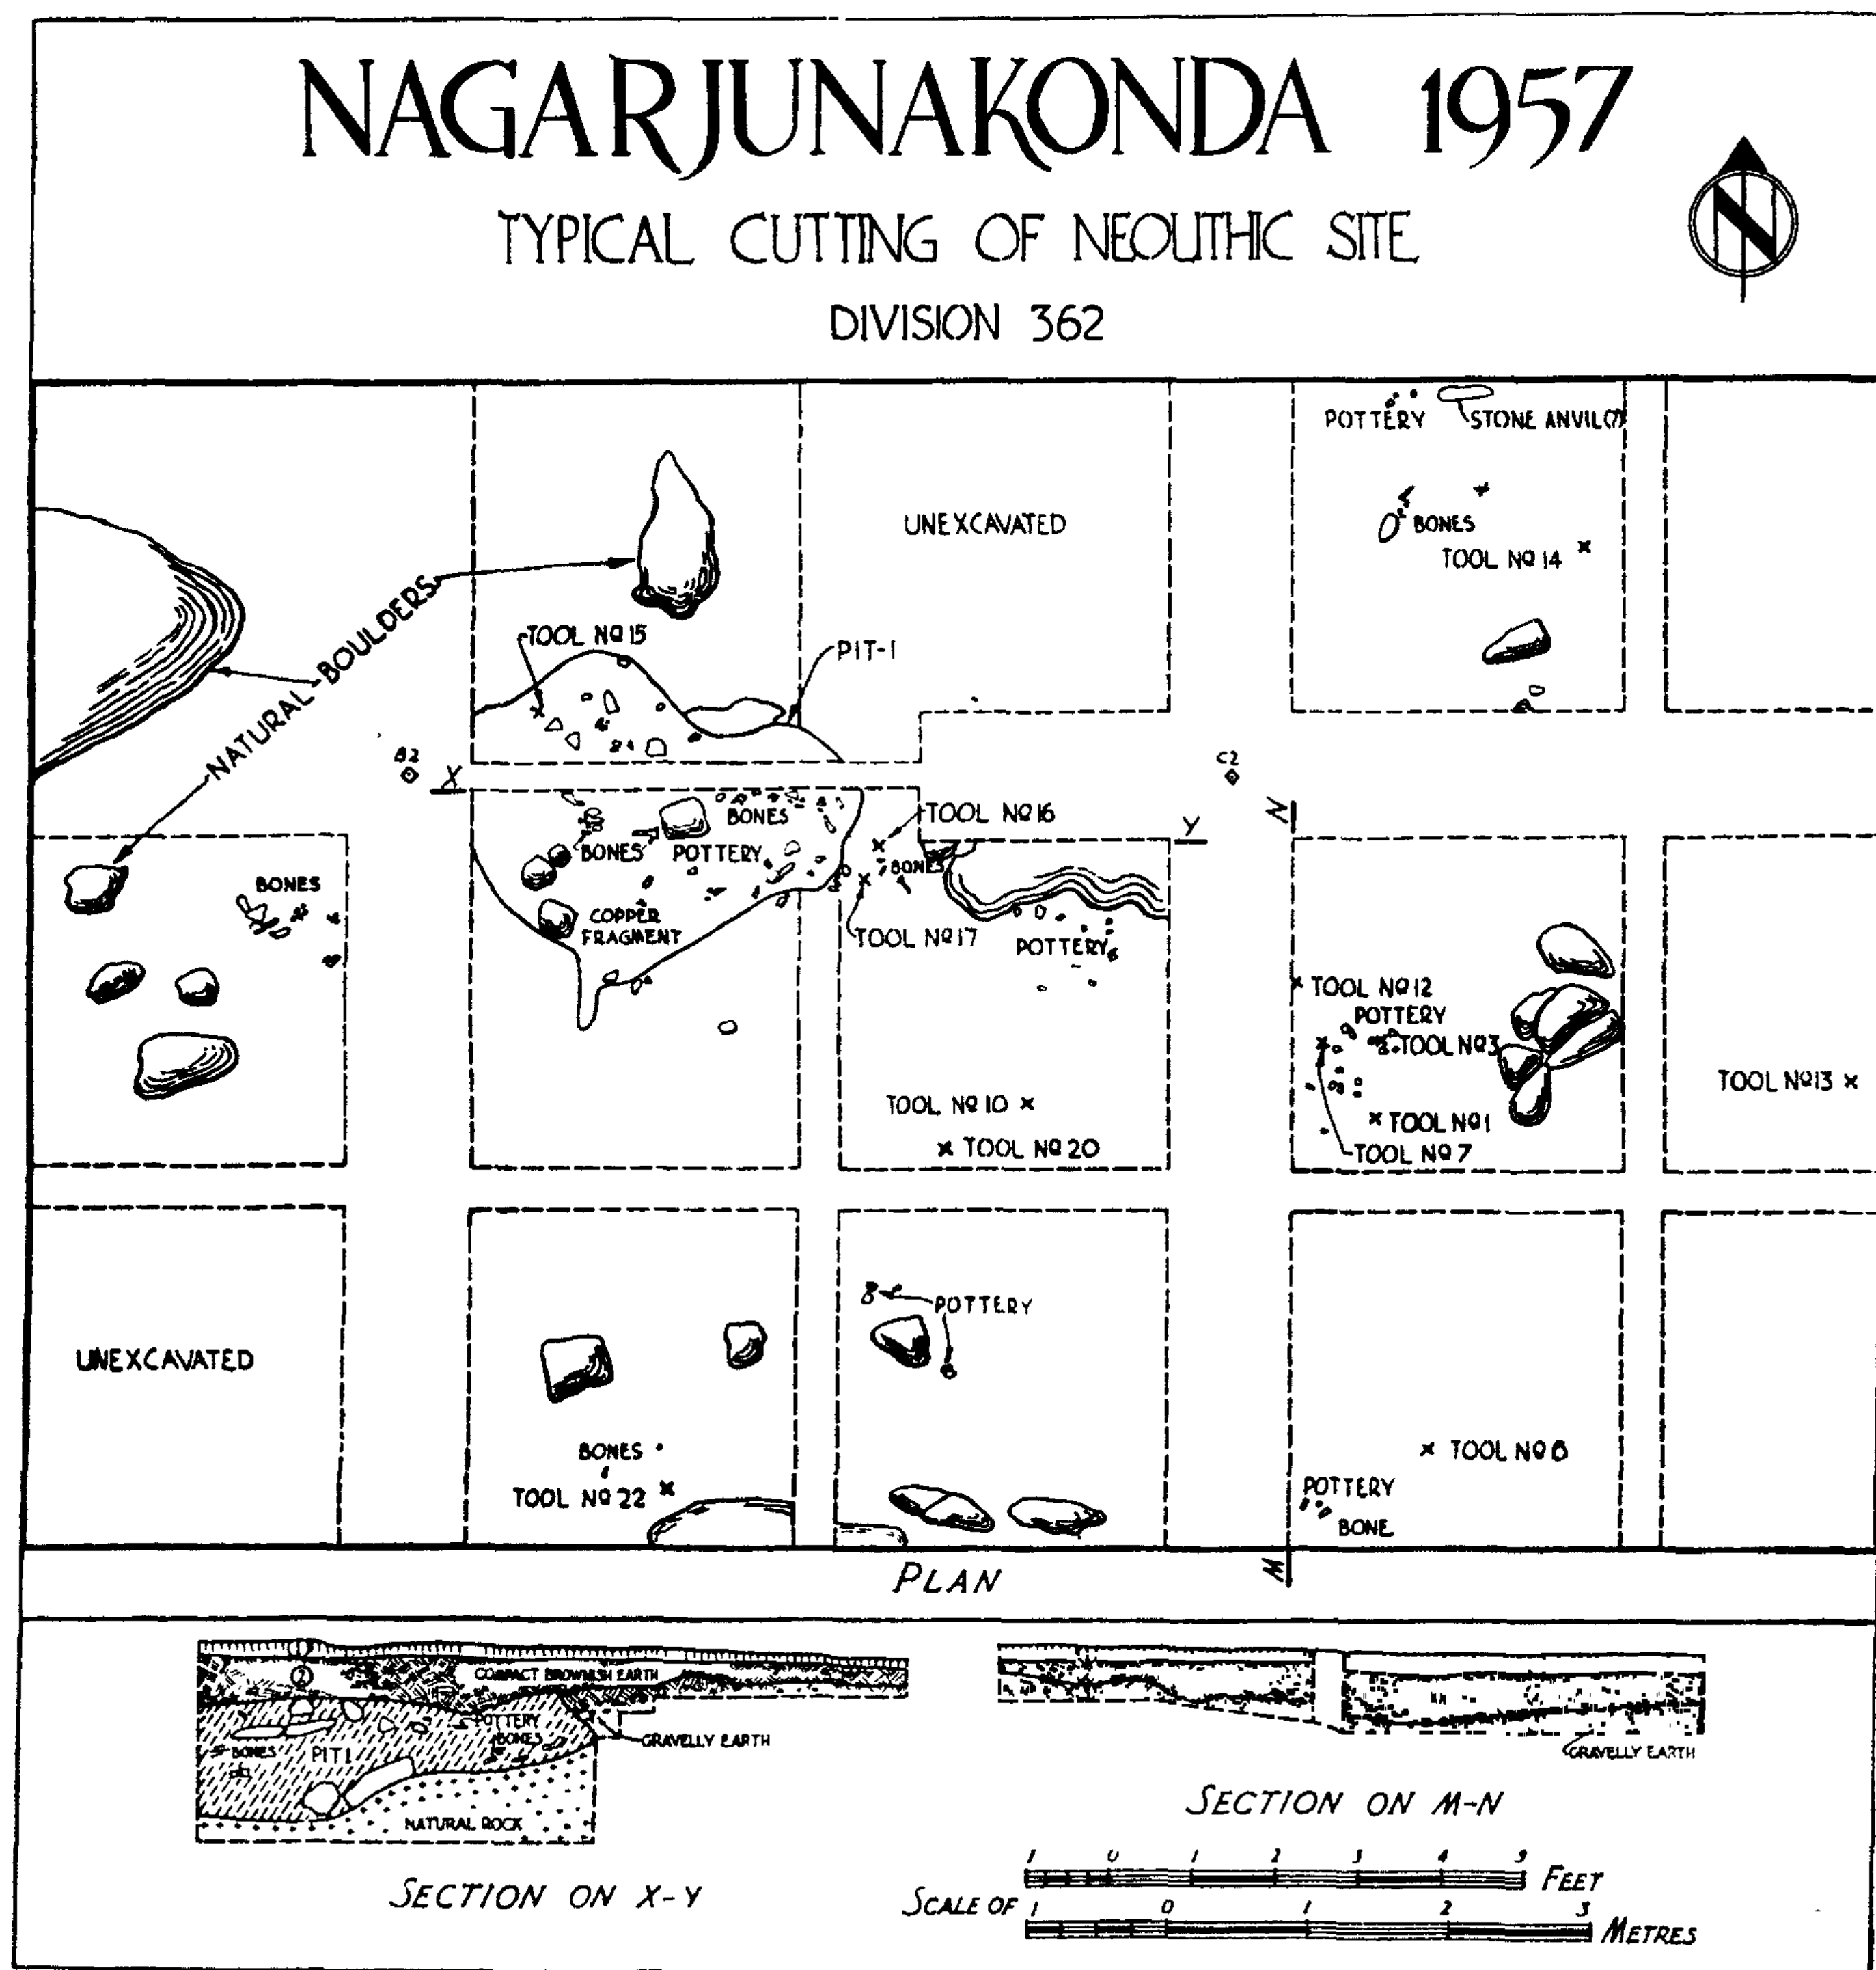 NAGARJUNAKONDA 1957
TYPICAL CUTTING OF NEOLITHIC SITE
DIVISION 362
N
POTTERY
STONE ANVIL(?)
UNEXCAVATED
BONES
TOOL NO 14
NATURAL-BOULDERS
TOOL NO 15
PIT-1
B2
X
C2
N
BONES
TOOL NO 16
Y
BONES
POTTERY
BONES
BONES
COPPER
FRAGMENT
TOOL NO 17
POTTERY
TOOL NO 12
POTTERY
TOOL NO 3
TOOL NO 13
TOOL NO 10
TOOL NO 1
TOOL NO 20
TOOL NO 7
POTTERY
UNEXCAVATED
BONES
TOOL NO 22
TOOL NO
POTTERY
BONE
PLAN
M
1
2
COMPACT BROWNISH EARTH
POTTERY
BONES
BONES
PIT 1
GRAVELLY EARTH
NATURAL ROCK
SECTION ON X-Y
GRAVELLY EARTH
SECTION ON M-N
1 0 1 2 3 4 5 FEET
SCALE OF
1 0 1 2 3 METRES